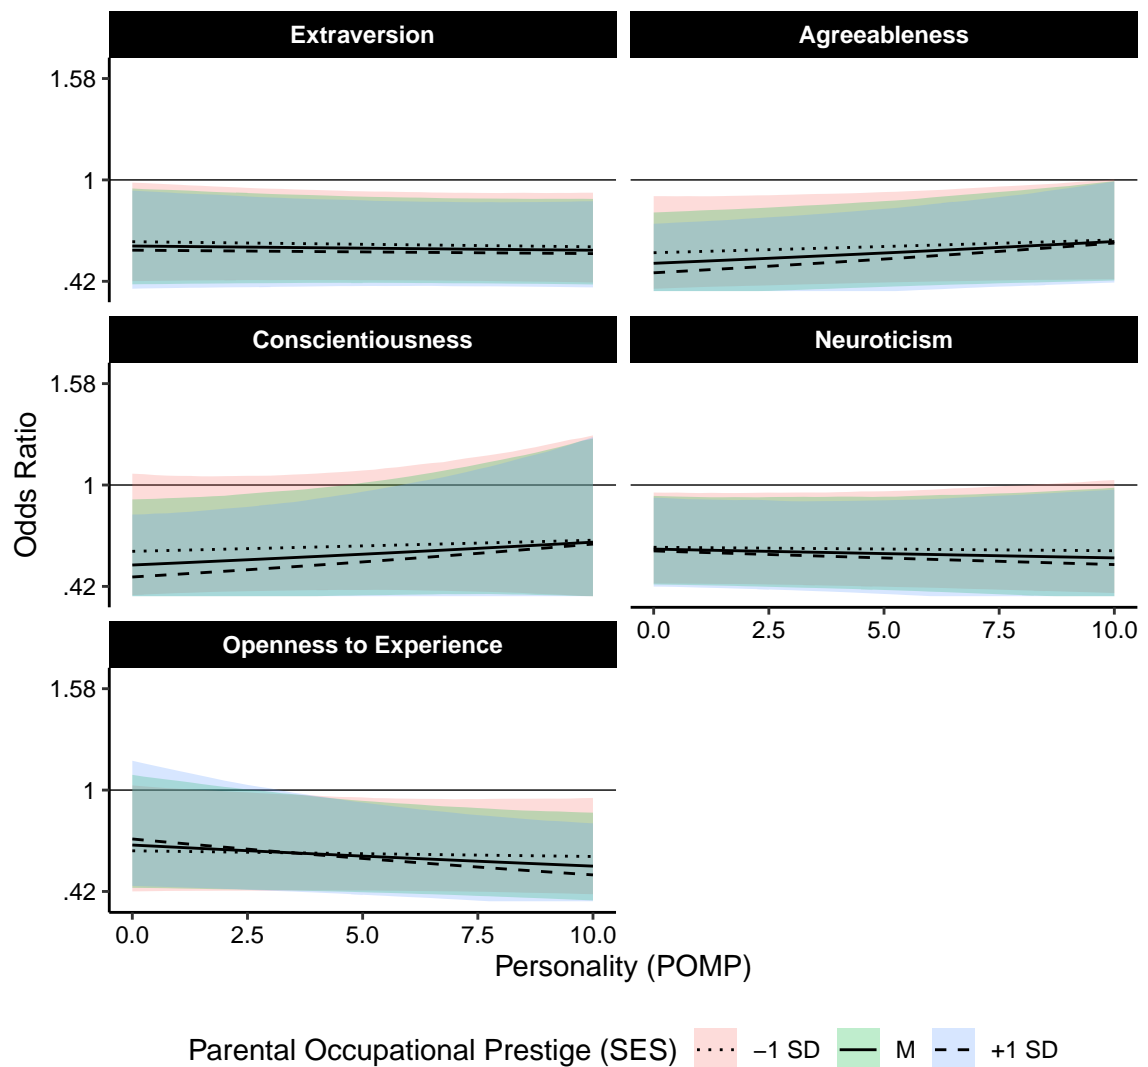 Extraversion
Agreeableness
1.58
1
.42
Conscientiousness
Neuroticism
1.58
1
.42
0.0 2.5 5.0 7.5 10.0
Openness to Experience
1.58
1
.42
0.0 2.5 5.0 7.5 10.0
Odds Ratio
Personality (POMP)
Parental Occupational Prestige (SES) −1 SD M +1 SD